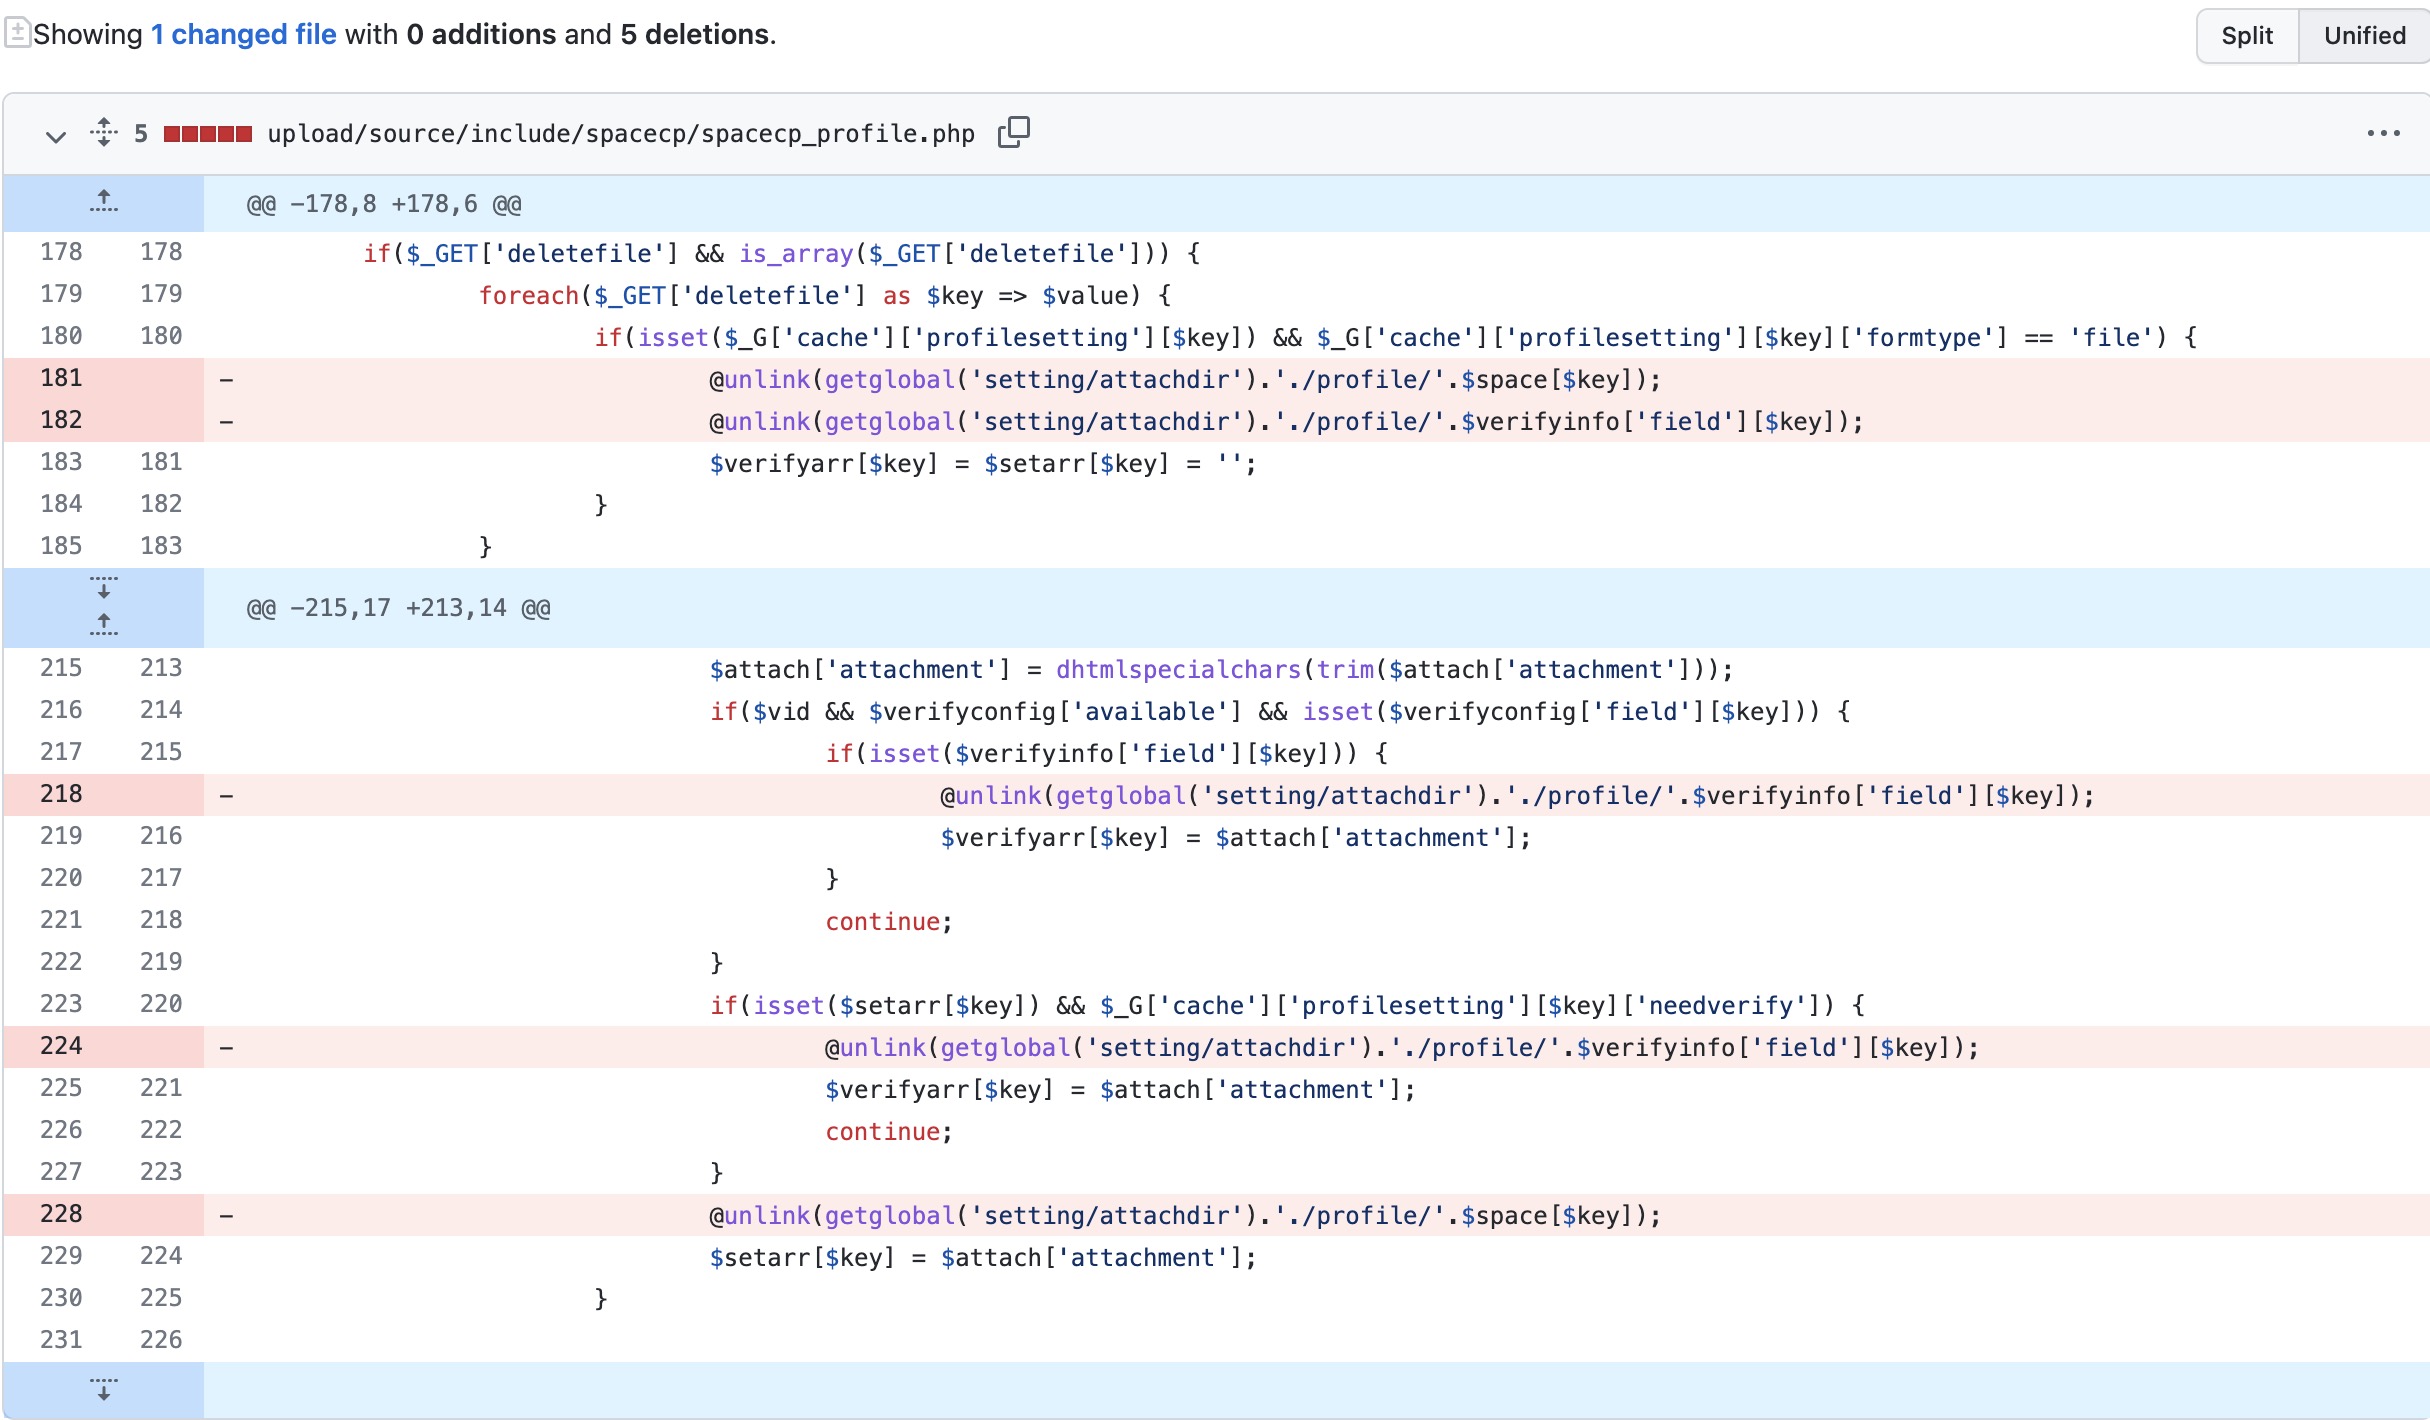 Showing 1 changed file with 0 additions and 5 deletions.
Split Unified
5 upload/source/include/spacecp/spacecp_profile.php
@@ -178,8 +178,6 @@
178 178 if($_GET['deletefile'] && is_array($_GET['deletefile'])) {
179 179 foreach($_GET['deletefile'] as $key => $value) {
180 180 if(isset($_G['cache']['profilesetting'][$key]) && $_G['cache']['profilesetting'][$key]['formtype'] == 'file') {
181 - @unlink(getglobal('setting/attachdir').'./profile/'.$space[$key]);
182 - @unlink(getglobal('setting/attachdir').'./profile/'.$verifyinfo['field'][$key]);
183 181 $verifyarr[$key] = $setarr[$key] = '';
184 182 }
185 183 }
@@ -215,17 +213,14 @@
215 213 $attach['attachment'] = dhtmlspecialchars(trim($attach['attachment']));
216 214 if($vid && $verifyconfig['available'] && isset($verifyconfig['field'][$key])) {
217 215 if(isset($verifyinfo['field'][$key])) {
218 - @unlink(getglobal('setting/attachdir').'./profile/'.$verifyinfo['field'][$key]);
219 216 $verifyarr[$key] = $attach['attachment'];
220 217 }
221 218 continue;
222 219 }
223 220 if(isset($setarr[$key]) && $_G['cache']['profilesetting'][$key]['needverify']) {
224 - @unlink(getglobal('setting/attachdir').'./profile/'.$verifyinfo['field'][$key]);
225 221 $verifyarr[$key] = $attach['attachment'];
226 222 continue;
227 223 }
228 - @unlink(getglobal('setting/attachdir').'./profile/'.$space[$key]);
229 224 $setarr[$key] = $attach['attachment'];
230 225 }
231 226